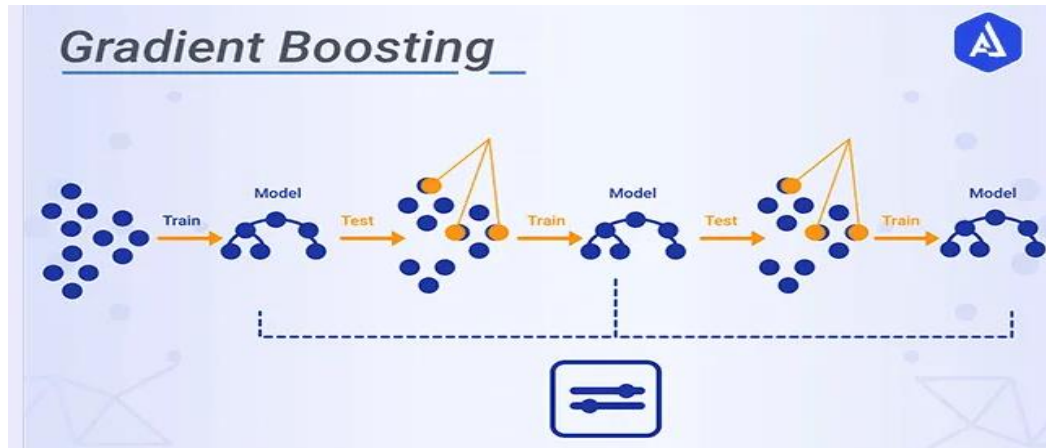 Gradient Boosting
Model
Model
Model
Train
Test
Train
Test
Train